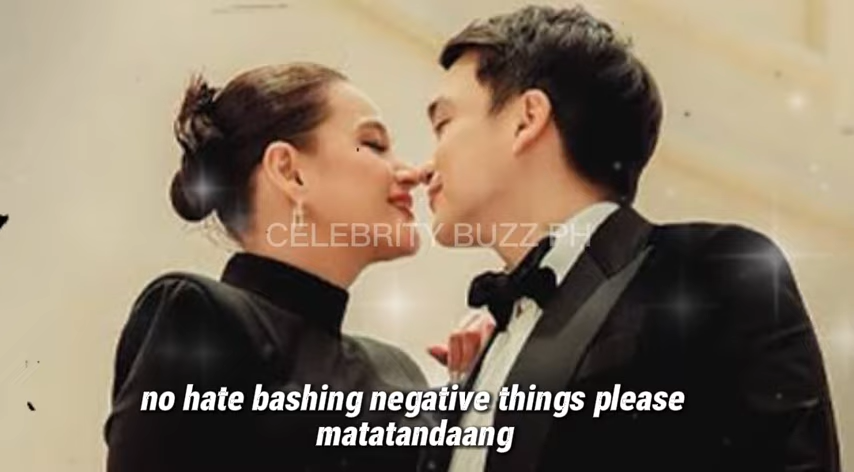 CELEBRITY BUZZ PH
no hate bashing negative things please
matatandaang